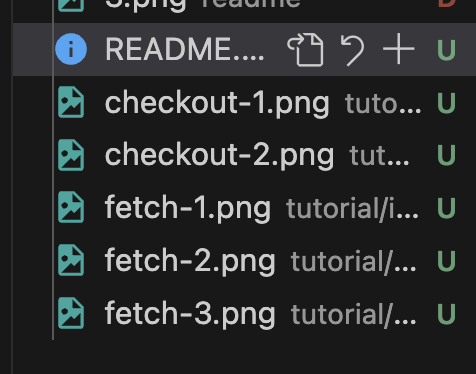 3.png readme D
README.... U
checkout-1.png tuto... U
checkout-2.png tut... U
fetch-1.png tutorial/i... U
fetch-2.png tutorial/... U
fetch-3.png tutorial/... U